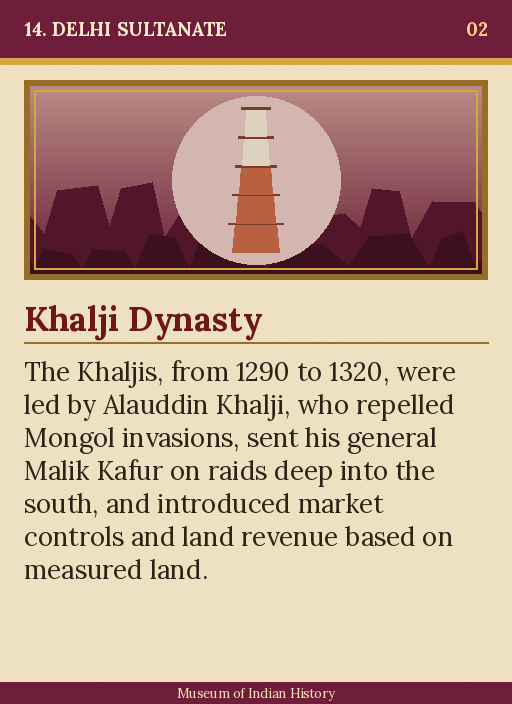 14. DELHI SULTANATE 02
Khalji Dynasty
The Khaljis, from 1290 to 1320, were
led by Alauddin Khalji, who repelled
Mongol invasions, sent his general
Malik Kafur on raids deep into the
south, and introduced market
controls and land revenue based on
measured land.
Museum of Indian History